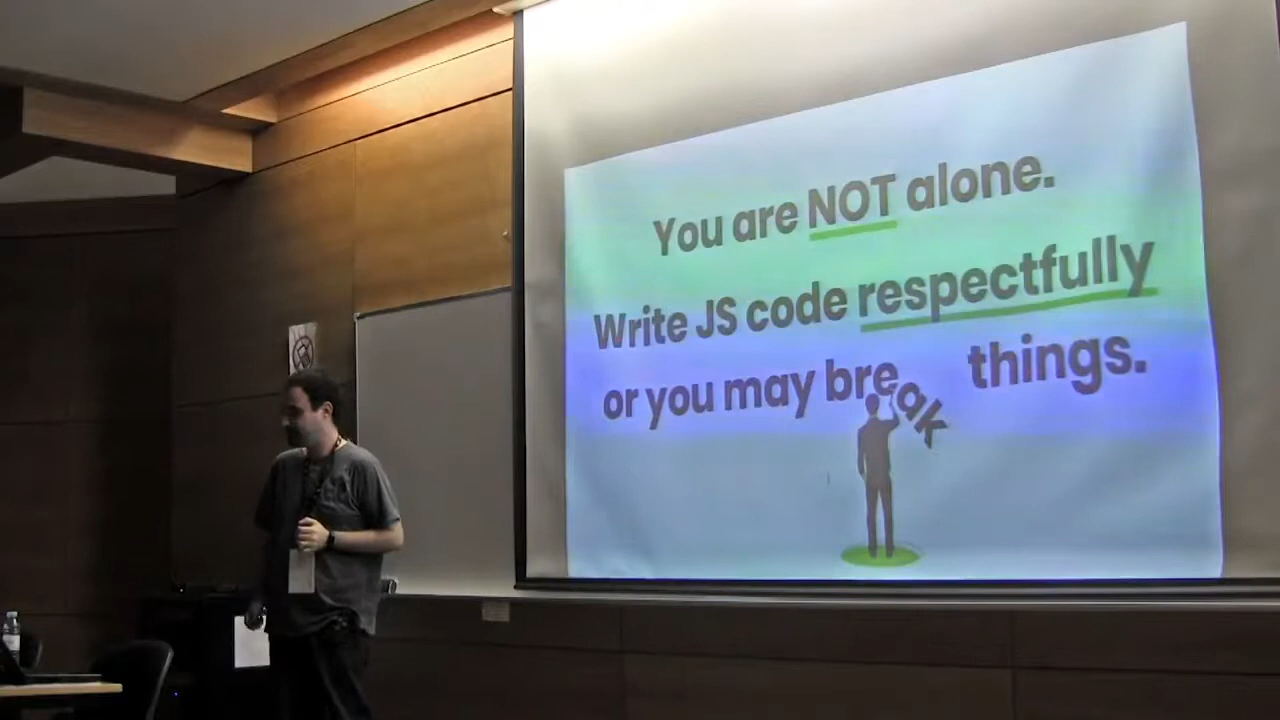 You are NOT alone.
Write JS code respectfully
or you may break things.